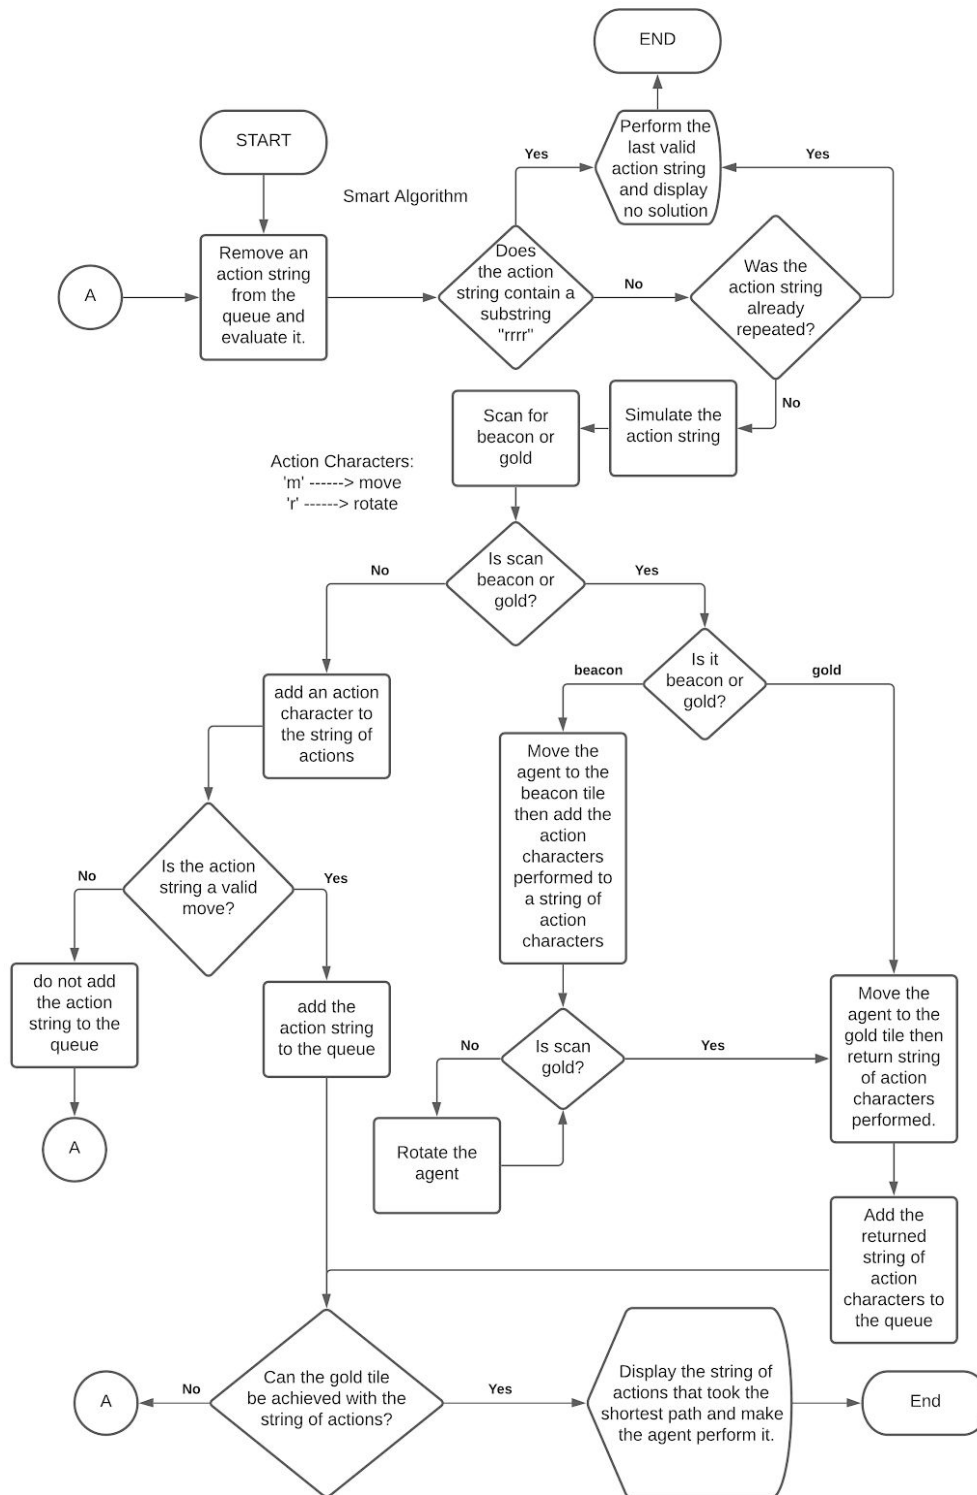 END
START
Perform the
last valid
action string
and display
no solution
Yes
Yes
Smart Algorithm
Remove an
action string
from the
queue and
evaluate it.
A
Does
the action
string contain a
substring
"rrrr"
No
Was the
action string
already
repeated?
No
Simulate the
action string
Scan for
beacon or
gold
Action Characters:
'm' ------> move
'r' ------> rotate
Is scan
beacon or
gold?
No
Yes
Is it
beacon or
gold?
beacon
gold
add an action
character to
the string of
actions
Move the
agent to the
beacon tile
then add the
action
characters
performed to
a string of
action
characters
Is the action
string a valid
move?
No
Yes
do not add
the action
string to the
queue
add the
action string
to the queue
Move the
agent to the
gold tile then
return string
of action
characters
performed.
Is scan
gold?
No
Yes
A
Rotate the
agent
Add the
returned
string of
action
characters to
the queue
Can the gold tile
be achieved with the
string of actions?
No
Yes
A
Display the string of
actions that took the
shortest path and make
the agent perform it.
End